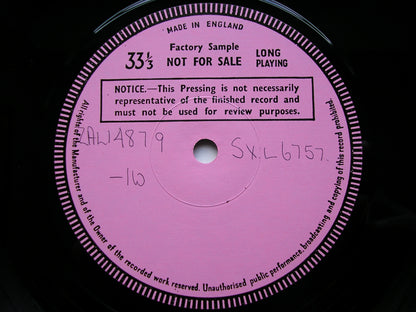 MADE IN ENGLAND
Factory Sample
33⅓ NOT FOR SALE LONG PLAYING
NOTICE.—This Pressing is not necessarily
representative of the finished record and
must not be used for review purposes.
ZAW4879 SXL6757.
-1W
All rights of the Manufacturer and of the Owner of the recorded work reserved. Unauthorised public performance, broadcasting and copying of this record prohibited.